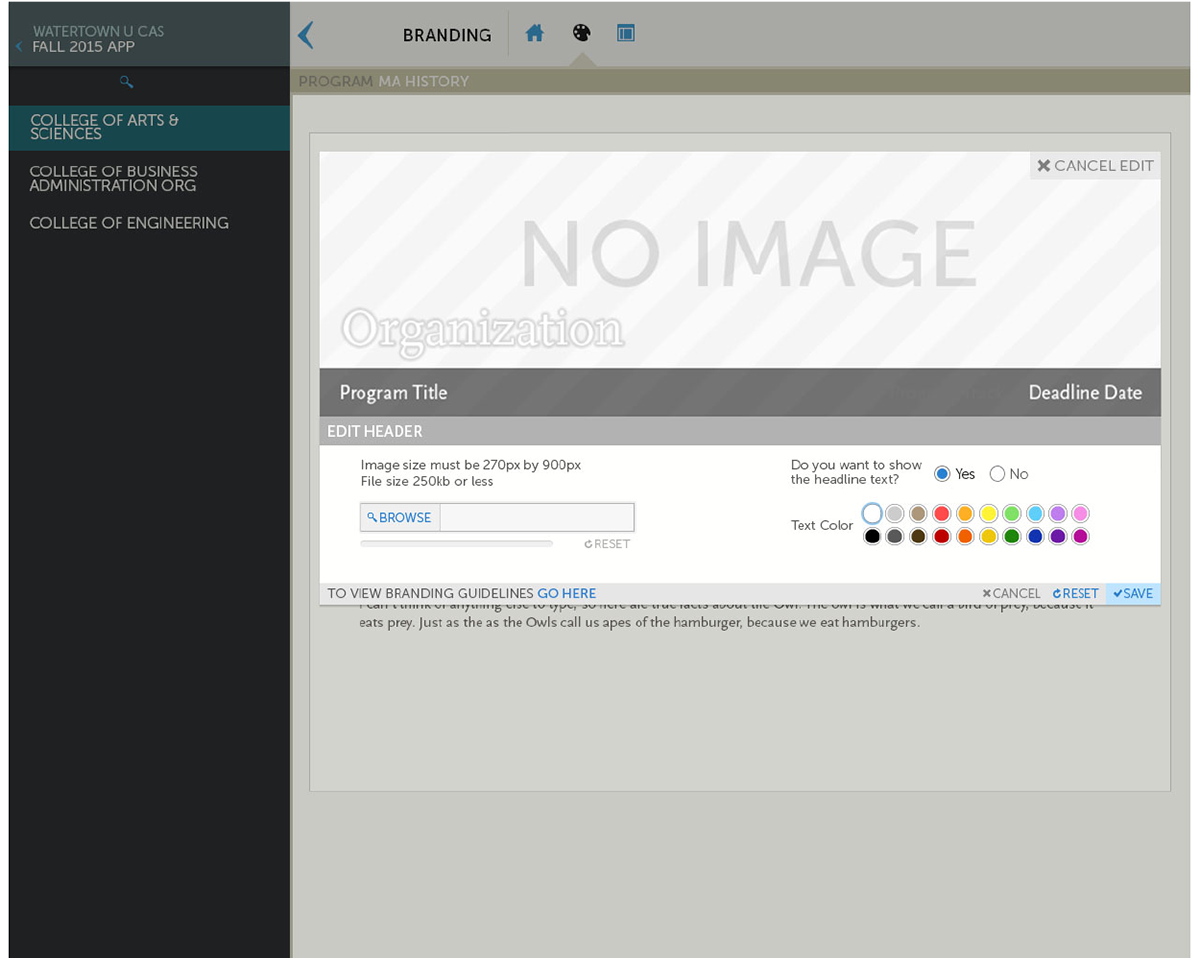 WATERTOWN U CAS
FALL 2015 APP
BRANDING
PROGRAM MA HISTORY
COLLEGE OF ARTS &
SCIENCES
COLLEGE OF BUSINESS
ADMINISTRATION ORG
COLLEGE OF ENGINEERING
CANCEL EDIT
NO IMAGE
Organization
Program Title
Deadline Date
EDIT HEADER
Image size must be 270px by 900px
File size 250kb or less
BROWSE
RESET
Do you want to show
the headline text?
Yes
No
Text Color
TO VIEW BRANDING GUIDELINES GO HERE
CANCEL
RESET
SAVE
I can't think of anything else to type, so here are true facts about the Owl. The owl is what we call a bird of prey, because it
eats prey. Just as the as the Owls call us apes of the hamburger, because we eat hamburgers.